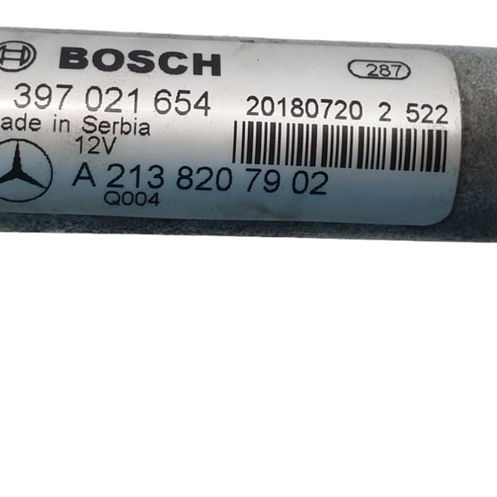 BOSCH 287
397 021 654 20180720 2 522
ade in Serbia
12V
A 213 820 79 02
Q004